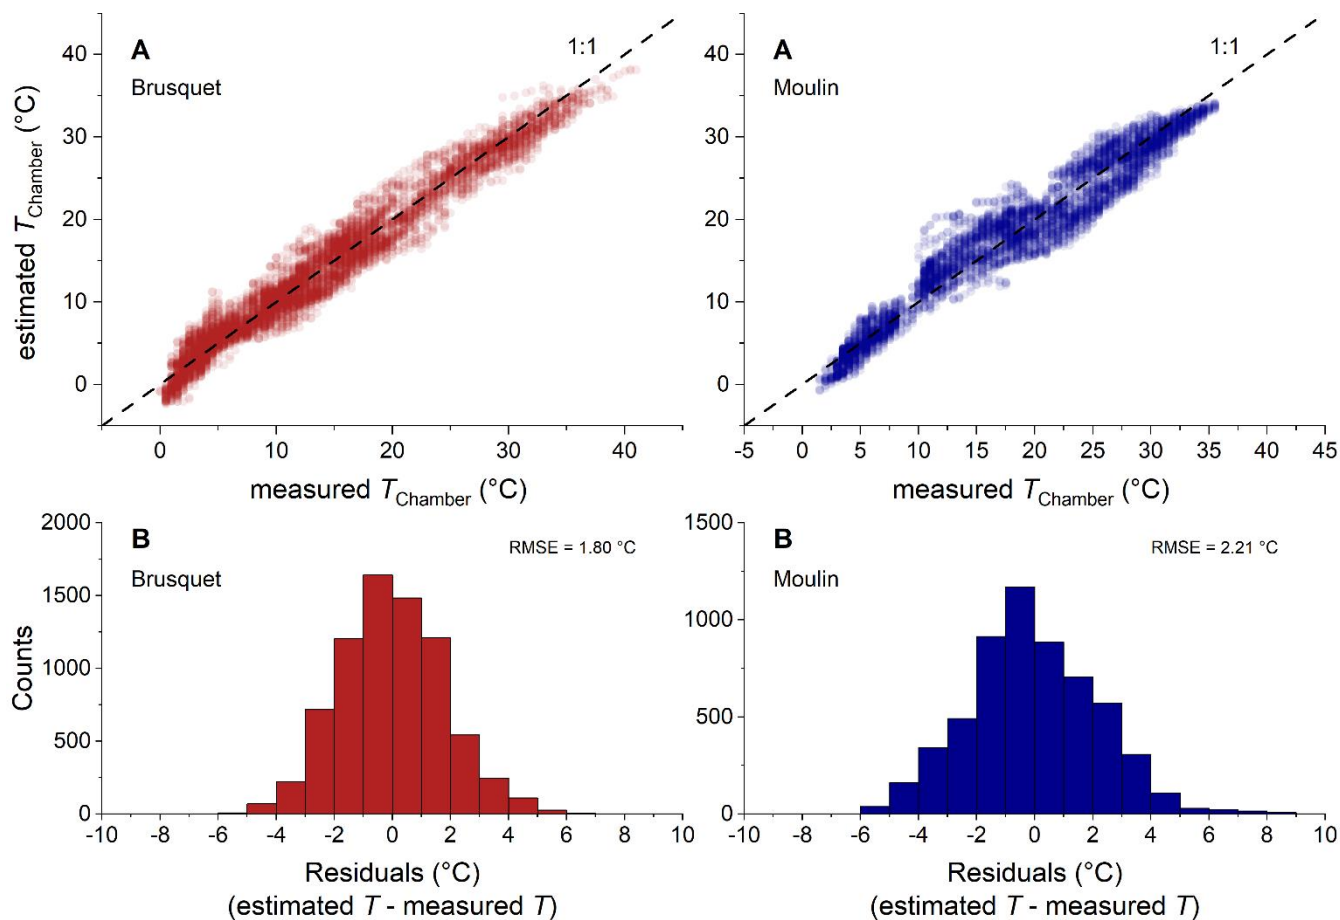 A
Brusquet
1:1
estimated T_Chamber (°C)
40
30
20
10
0
0 10 20 30 40
measured T_Chamber (°C)
A
Moulin
1:1
40
30
20
10
0
-5 0 5 10 15 20 25 30 35 40 45
measured T_Chamber (°C)
B
Brusquet
RMSE = 1.80 °C
Counts
2000
1500
1000
500
0
-10 -8 -6 -4 -2 0 2 4 6 8 10
Residuals (°C)
(estimated T - measured T)
B
Moulin
RMSE = 2.21 °C
1500
1000
500
0
-10 -8 -6 -4 -2 0 2 4 6 8 10
Residuals (°C)
(estimated T - measured T)